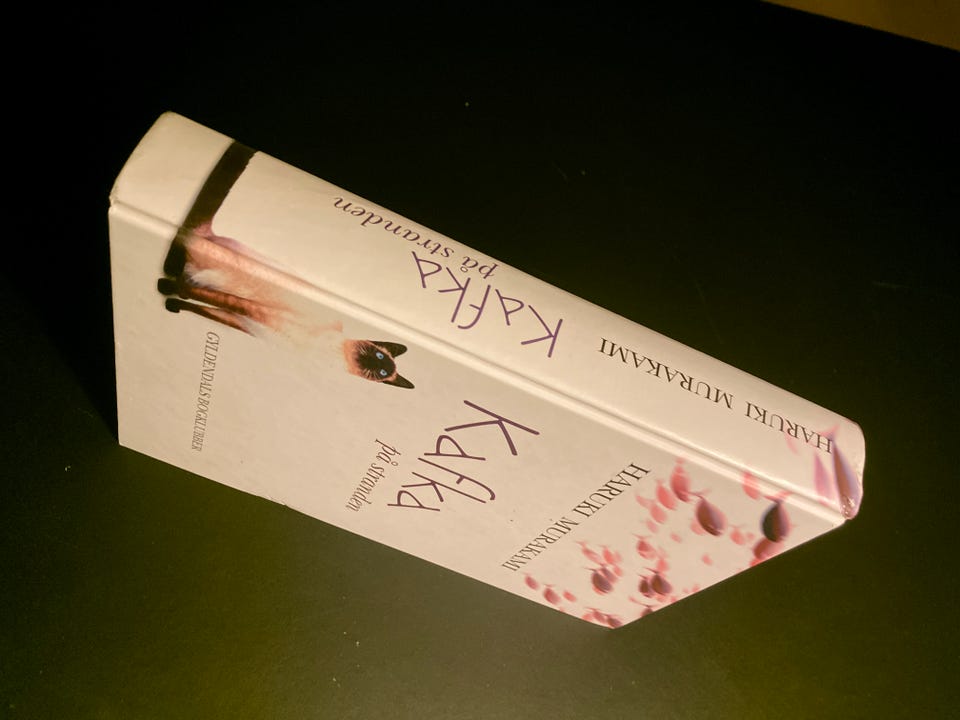 HARUKI MURAKAMI
Kafka
på stranden
HARUKI MURAKAMI
Kafka
på stranden
GYLDENDALS BOGKLUBBER